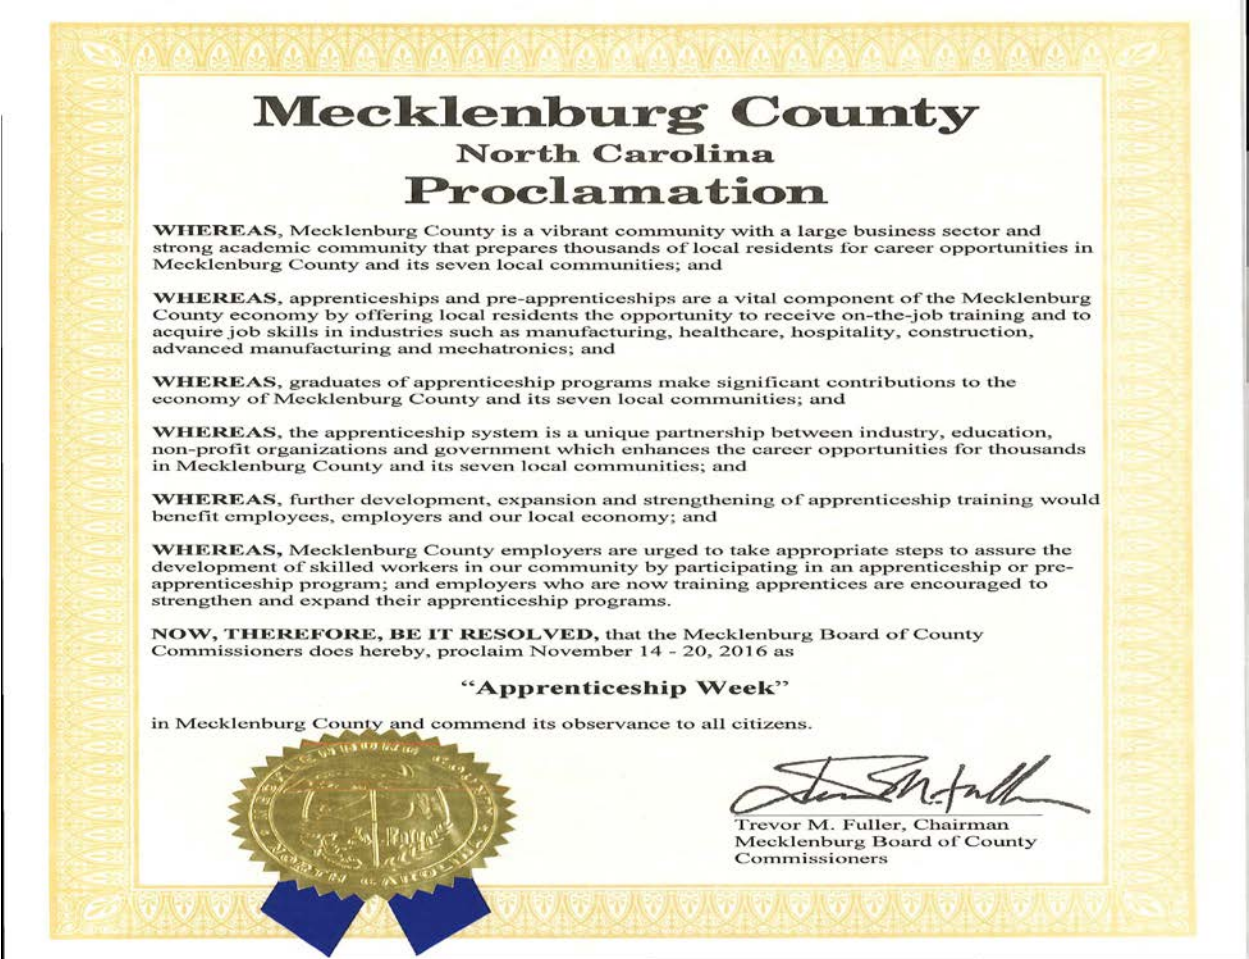 Mecklenburg County
North Carolina
Proclamation
WHEREAS, Mecklenburg County is a vibrant community with a large business sector and
strong academic community that prepares thousands of local residents for career opportunities in
Mecklenburg County and its seven local communities; and
WHEREAS, apprenticeships and pre-apprenticeships are a vital component of the Mecklenburg
County economy by offering local residents the opportunity to receive on-the-job training and to
acquire job skills in industries such as manufacturing, healthcare, hospitality, construction,
advanced manufacturing and mechatronics; and
WHEREAS, graduates of apprenticeship programs make significant contributions to the
economy of Mecklenburg County and its seven local communities; and
WHEREAS, the apprenticeship system is a unique partnership between industry, education,
non-profit organizations and government which enhances the career opportunities for thousands
in Mecklenburg County and its seven local communities; and
WHEREAS, further development, expansion and strengthening of apprenticeship training would
benefit employees, employers and our local economy; and
WHEREAS, Mecklenburg County employers are urged to take appropriate steps to assure the
development of skilled workers in our community by participating in an apprenticeship or pre-
apprenticeship program; and employers who are now training apprentices are encouraged to
strengthen and expand their apprenticeship programs.
NOW, THEREFORE, BE IT RESOLVED, that the Mecklenburg Board of County
Commissioners does hereby, proclaim November 14 - 20, 2016 as
“Apprenticeship Week”
in Mecklenburg County and commend its observance to all citizens.
MECKLENBURG COUNTY
NORTH CAROLINA
Trevor M. Fuller, Chairman
Mecklenburg Board of County
Commissioners